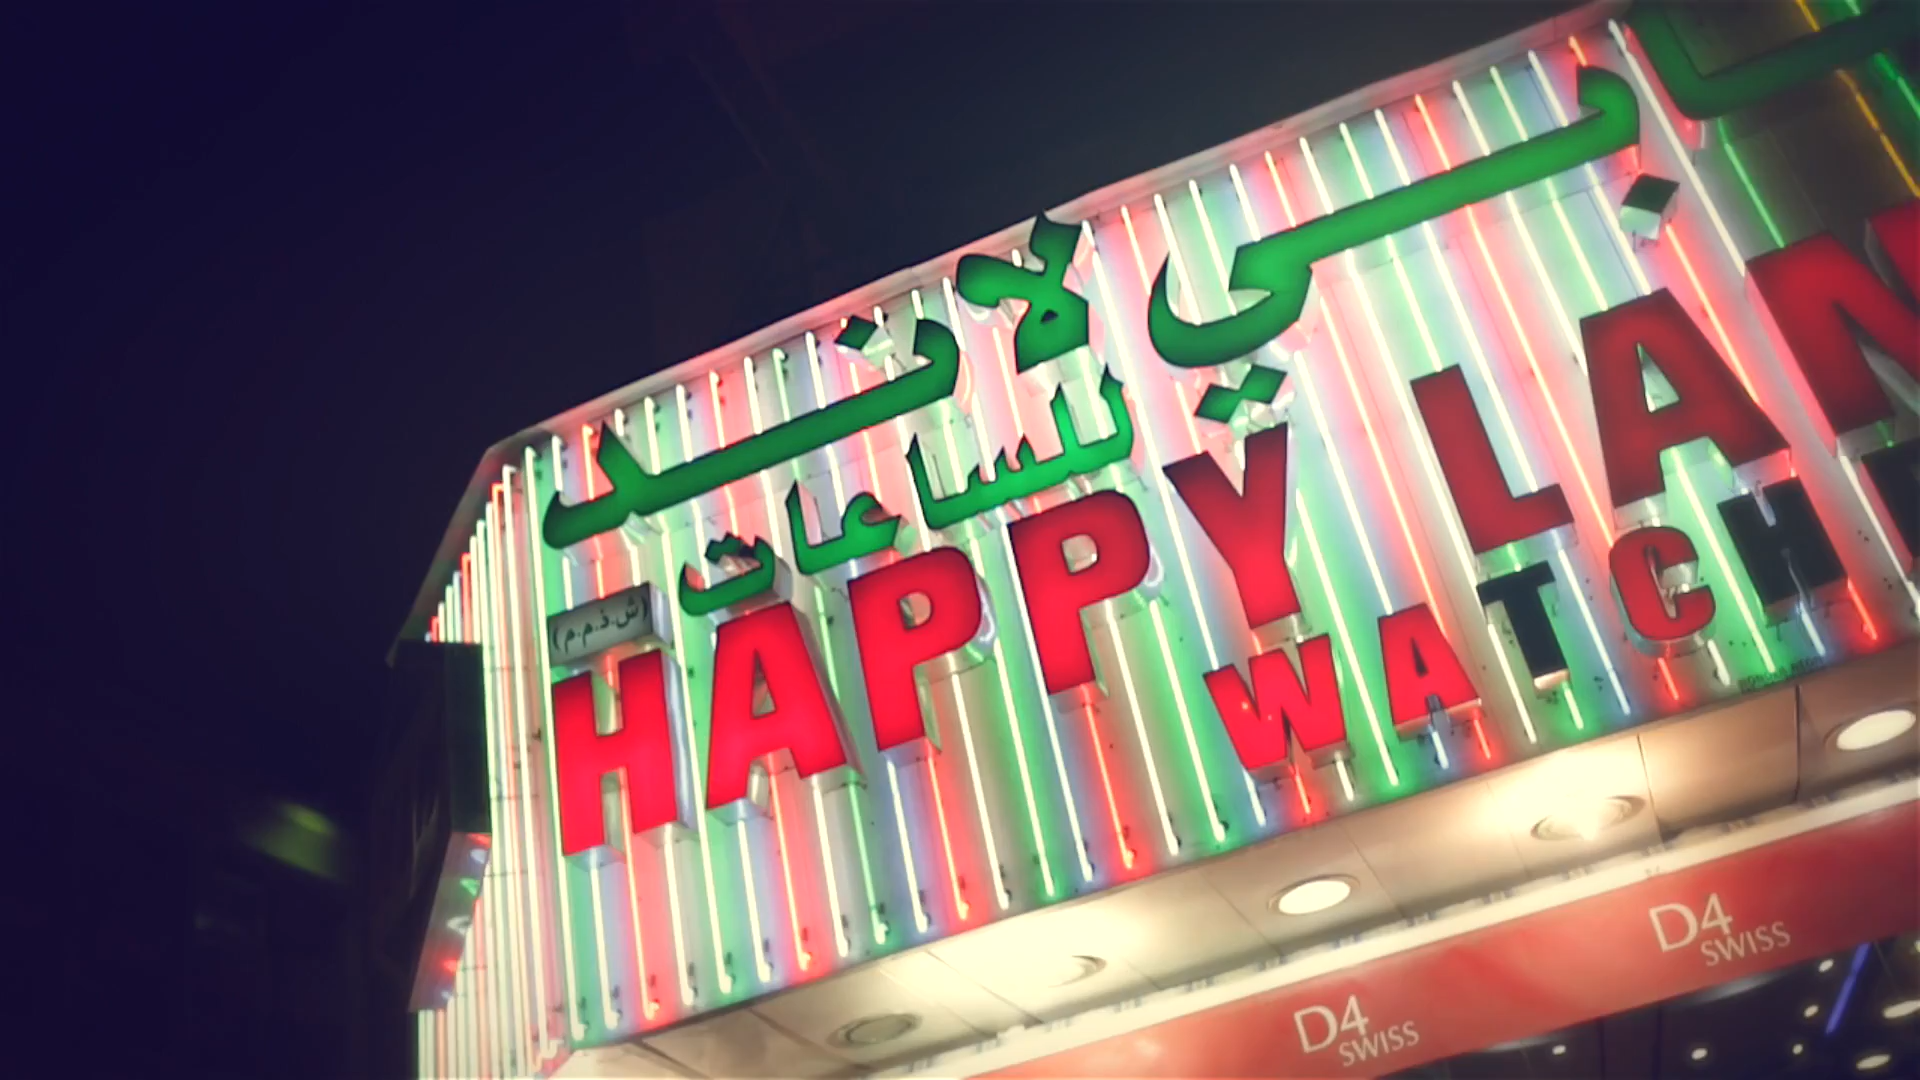 هابي لاند
للساعات
(ش.ذ.م.م)
HAPPY LAN
WATCH
D4
SWISS
D4
SWISS